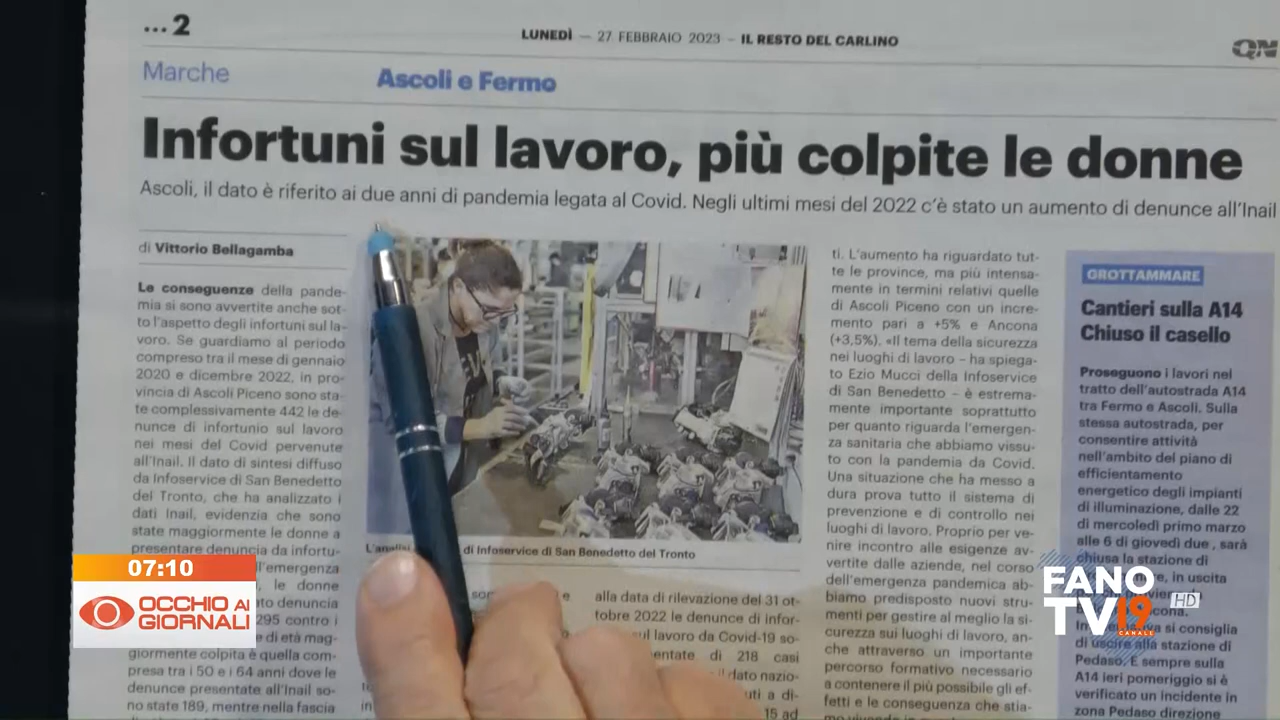 ...2
LUNEDÌ — 27 FEBBRAIO 2023 – IL RESTO DEL CARLINO
QN
Marche
Ascoli e Fermo
Infortuni sul lavoro, più colpite le donne
Ascoli, il dato è riferito ai due anni di pandemia legata al Covid. Negli ultimi mesi del 2022 c'è stato un aumento di denunce all'Inail
di Vittorio Bellagamba
Le conseguenze della pande-
mia si sono avvertite anche sot-
to l'aspetto degli infortuni sul la-
voro. Se guardiamo al periodo
compreso tra il mese di gennaio
2020 e dicembre 2022, in pro-
vincia di Ascoli Piceno sono sta-
te complessivamente 442 le de-
nunce di infortunio sul lavoro
nei mesi del Covid pervenute
all'Inail. Il dato di sintesi diffuso
da Infoservice di San Benedetto
del Tronto, che ha analizzato i
dati Inail, evidenzia che sono
state maggiormente le donne a
presentare denuncia da infortu-
l'emergenza
, le donne
denuncia
295 contro i
di età mag-
giormente colpita è quella com-
presa tra i 50 e i 64 anni dove le
denunce presentate all'Inail so-
no state 189, mentre nella fascia
L'analisi di Infoservice di San Benedetto del Tronto
e
alla data di rilevazione del 31 ot-
tobre 2022 le denunce di infor-
sul lavoro da Covid-19 so-
di 218 casi
dato nazio-
a di-
15 ad
ti. L'aumento ha riguardato tut-
te le province, ma più intensa-
mente in termini relativi quelle
di Ascoli Piceno con un incre-
mento pari a +5% e Ancona
(+3,5%). «Il tema della sicurezza
nei luoghi di lavoro – ha spiega-
to Ezio Mucci della Infoservice
di San Benedetto – è estrema-
mente importante soprattutto
per quanto riguarda l'emergen-
za sanitaria che abbiamo vissu-
to con la pandemia da Covid.
Una situazione che ha messo a
dura prova tutto il sistema di
prevenzione e di controllo nei
luoghi di lavoro. Proprio per ve-
nire incontro alle esigenze av-
vertite dalle aziende, nel corso
dell'emergenza pandemica ab-
biamo predisposto nuovi stru-
menti per gestire al meglio la si-
curezza sui luoghi di lavoro, an-
che attraverso un importante
percorso formativo necessario
a contenere il più possibile gli ef-
fetti e le conseguenza che stia-
GROTTAMMARE
Cantieri sulla A14
Chiuso il casello
Proseguono i lavori nel
tratto dell'autostrada A14
tra Fermo e Ascoli. Sulla
stessa autostrada, per
consentire attività
nell'ambito del piano di
efficientamento
energetico degli impianti
di illuminazione, dalle 22
di mercoledì primo marzo
alle 6 di giovedì due , sarà
chiusa la stazione di
in uscita
si consiglia
di uscire alla stazione di
Pedaso. E sempre sulla
A14 ieri pomeriggio si è
verificato un incidente in
zona Pedaso direzione
07:10
OCCHIO AI
GIORNALI
FANO
TV 19 HD
CANALE